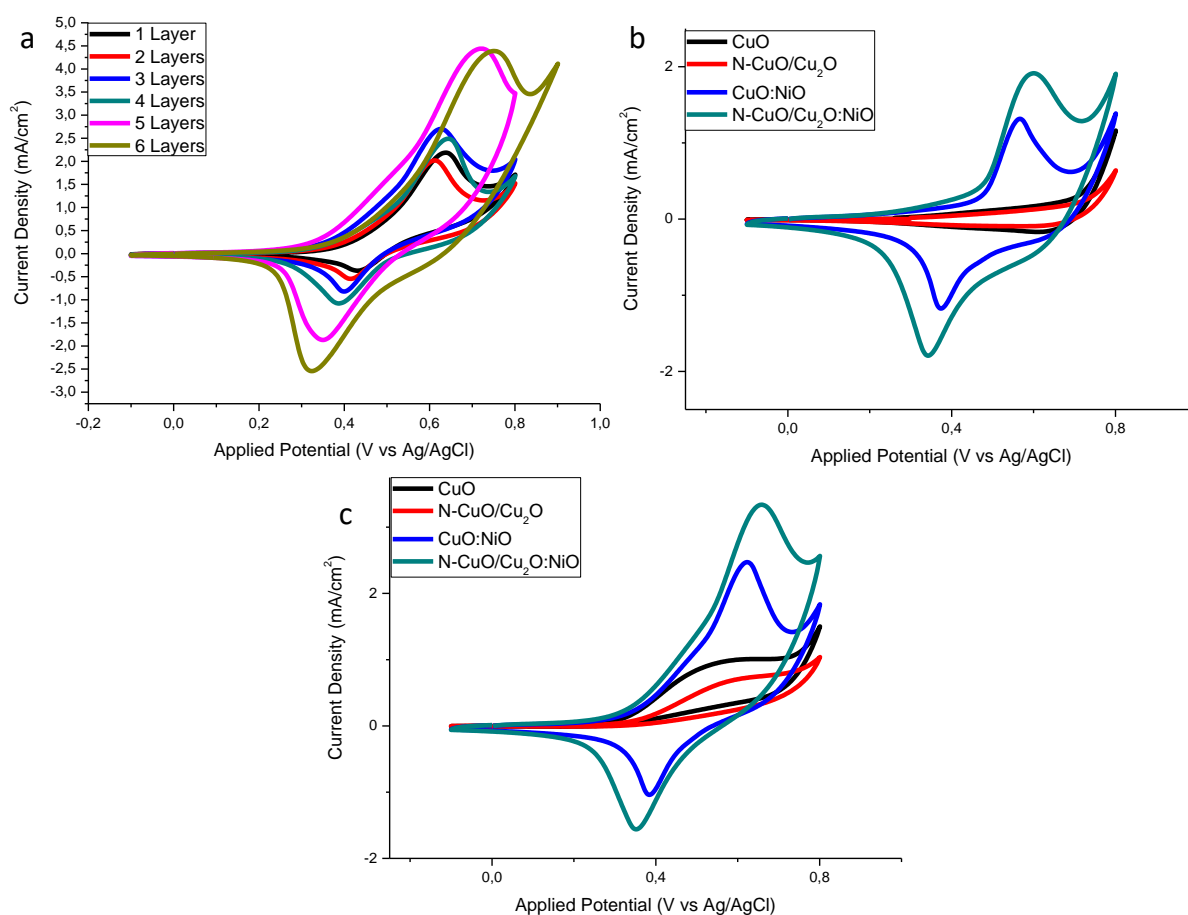 a
1 Layer
2 Layers
3 Layers
4 Layers
5 Layers
6 Layers
5,0
4,5
4,0
3,5
3,0
2,5
2,0
1,5
1,0
0,5
0,0
-0,5
-1,0
-1,5
-2,0
-2,5
-3,0
Current Density (mA/cm²)
-0,2 0,0 0,2 0,4 0,6 0,8 1,0
Applied Potential (V vs Ag/AgCl)
b
CuO
N-CuO/Cu₂O
CuO:NiO
N-CuO/Cu₂O:NiO
2
0
-2
Current Density (mA/cm²)
0,0 0,4 0,8
Applied Potential (V vs Ag/AgCl)
c
CuO
N-CuO/Cu₂O
CuO:NiO
N-CuO/Cu₂O:NiO
2
0
-2
Current Density (mA/cm²)
0,0 0,4 0,8
Applied Potential (V vs Ag/AgCl)